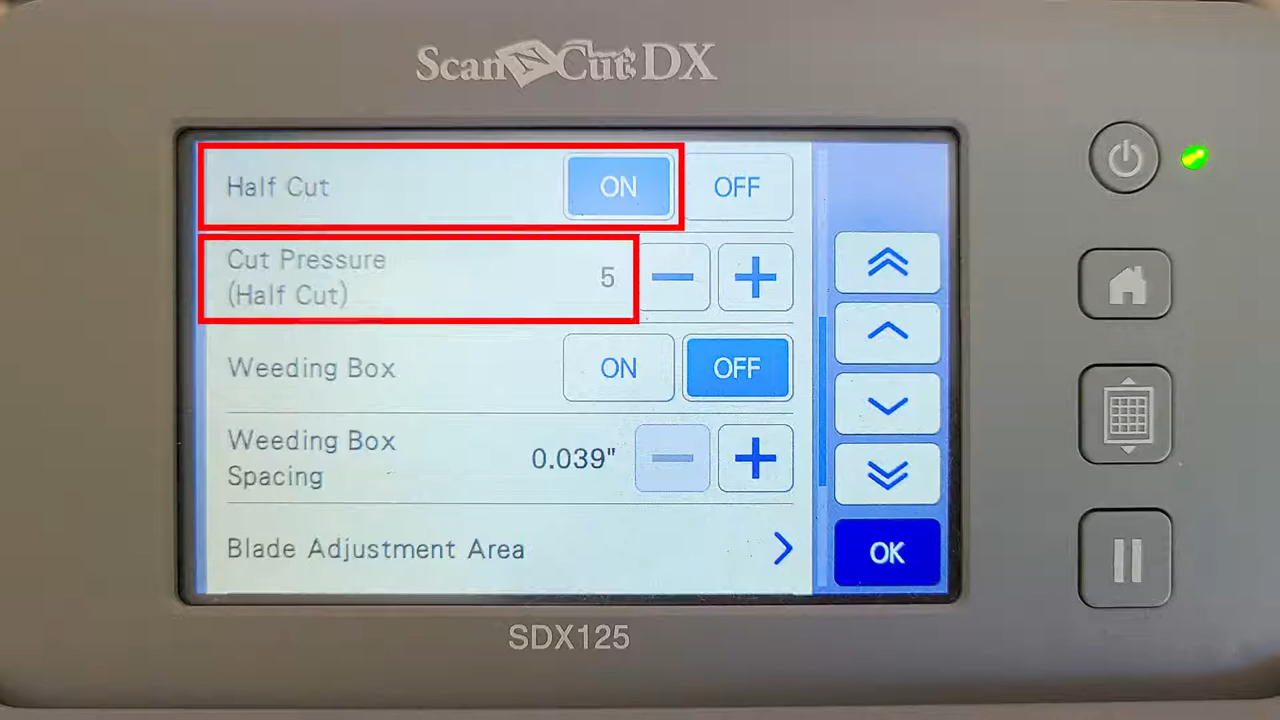 ScanNCut DX
Half Cut ON OFF
Cut Pressure
(Half Cut) 5 − +
Weeding Box ON OFF
Weeding Box
Spacing 0.039" − +
Blade Adjustment Area
OK
SDX125